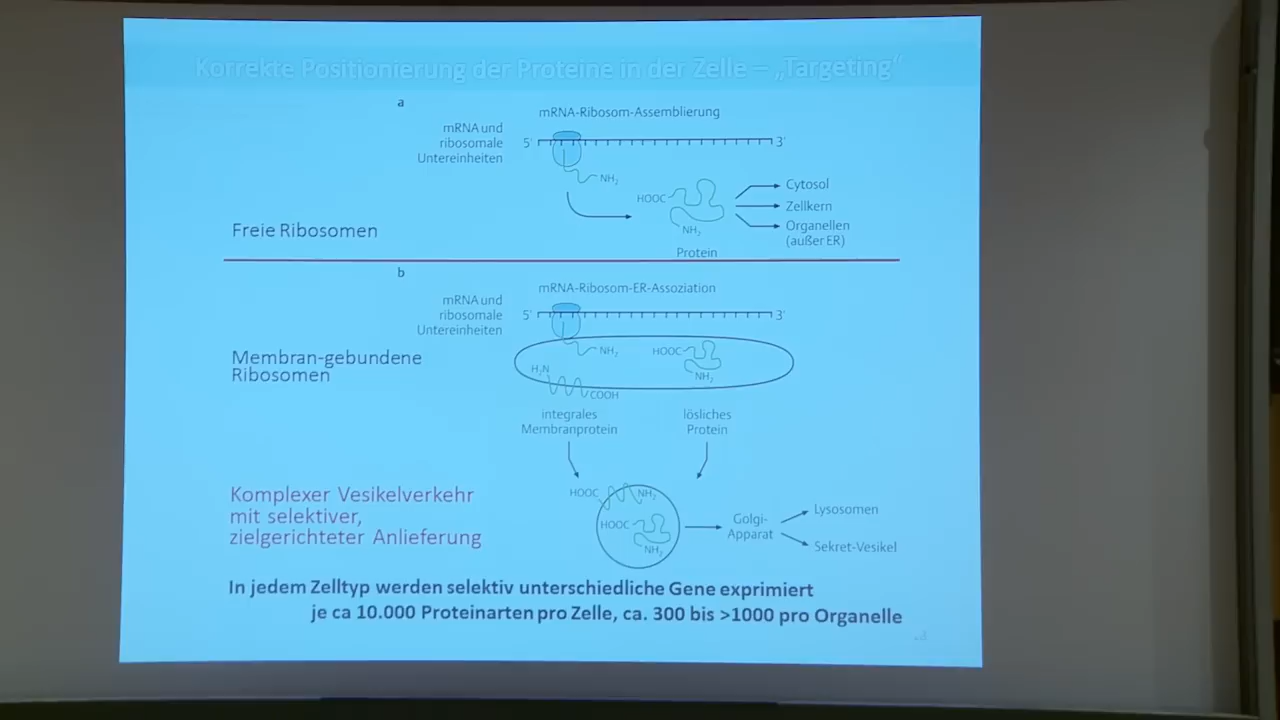 Korrekte Positionierung der Proteine in der Zelle – „Targeting“
a
mRNA-Ribosom-Assemblierung
mRNA und
ribosomale
Untereinheiten
5'
3'
NH2
HOOC
NH2
Protein
Cytosol
Zellkern
Organellen
(außer ER)
Freie Ribosomen
b
mRNA-Ribosom-ER-Assoziation
mRNA und
ribosomale
Untereinheiten
5'
3'
Membran-gebundene
Ribosomen
NH2
HOOC
NH2
H2N
COOH
integrales
Membranprotein
lösliches
Protein
Komplexer Vesikelverkehr
mit selektiver,
zielgerichteter Anlieferung
HOOC
NH2
HOOC
NH2
Golgi-
Apparat
Lysosomen
Sekret-Vesikel
In jedem Zelltyp werden selektiv unterschiedliche Gene exprimiert
je ca 10.000 Proteinarten pro Zelle, ca. 300 bis >1000 pro Organelle